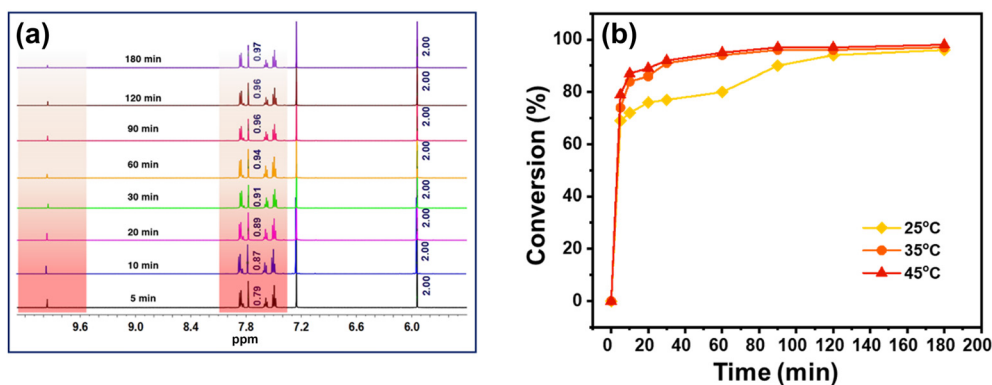 (a)
180 min
0.97
2.00
120 min
0.96
2.00
90 min
0.96
2.00
60 min
0.94
2.00
30 min
0.91
2.00
20 min
0.89
2.00
10 min
0.87
2.00
5 min
0.79
2.00
9.6 9.0 8.4 7.8 7.2 6.6 6.0
ppm
(b)
Conversion (%)
100
80
60
40
20
0
25°C
35°C
45°C
0 20 40 60 80 100 120 140 160 180 200
Time (min)